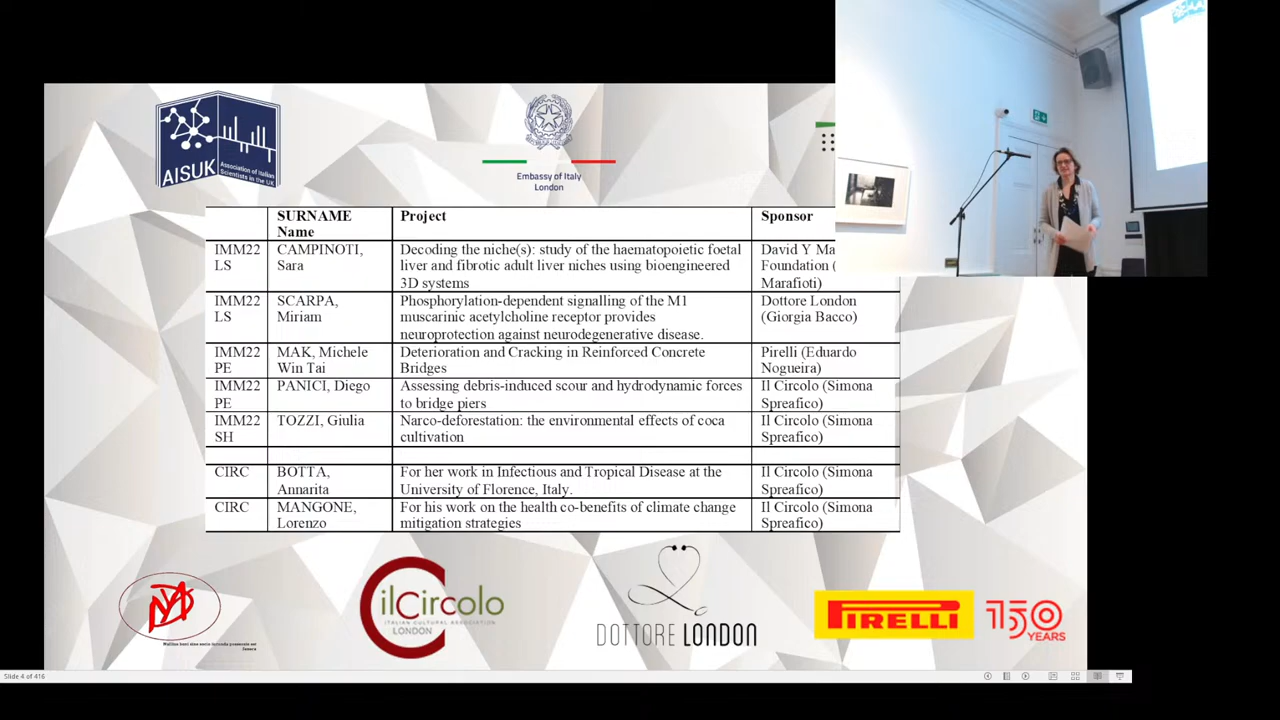 AISUK
Association of Italian
Scientists in the UK
Embassy of Italy
London
SURNAME
Name
Project
Sponsor
IMM22
LS
CAMPINOTI,
Sara
Decoding the niche(s): study of the haematopoietic foetal
liver and fibrotic adult liver niches using bioengineered
3D systems
David Y Ma
Foundation (
Marafioti)
IMM22
LS
SCARPA,
Miriam
Phosphorylation-dependent signalling of the M1
muscarinic acetylcholine receptor provides
neuroprotection against neurodegenerative disease.
Dottore London
(Giorgia Bacco)
IMM22
PE
MAK, Michele
Win Tai
Deterioration and Cracking in Reinforced Concrete
Bridges
Pirelli (Eduardo
Nogueira)
IMM22
PE
PANICI, Diego
Assessing debris-induced scour and hydrodynamic forces
to bridge piers
Il Circolo (Simona
Spreafico)
IMM22
SH
TOZZI, Giulia
Narco-deforestation: the environmental effects of coca
cultivation
Il Circolo (Simona
Spreafico)
CIRC
BOTTA,
Annarita
For her work in Infectious and Tropical Disease at the
University of Florence, Italy.
Il Circolo (Simona
Spreafico)
CIRC
MANGONE,
Lorenzo
For his work on the health co-benefits of climate change
mitigation strategies
Il Circolo (Simona
Spreafico)
ilCircolo
ITALIAN CULTURAL ASSOCIATION
LONDON
DOTTORE LONDON
PIRELLI
150
YEARS
Slide 4 of 416